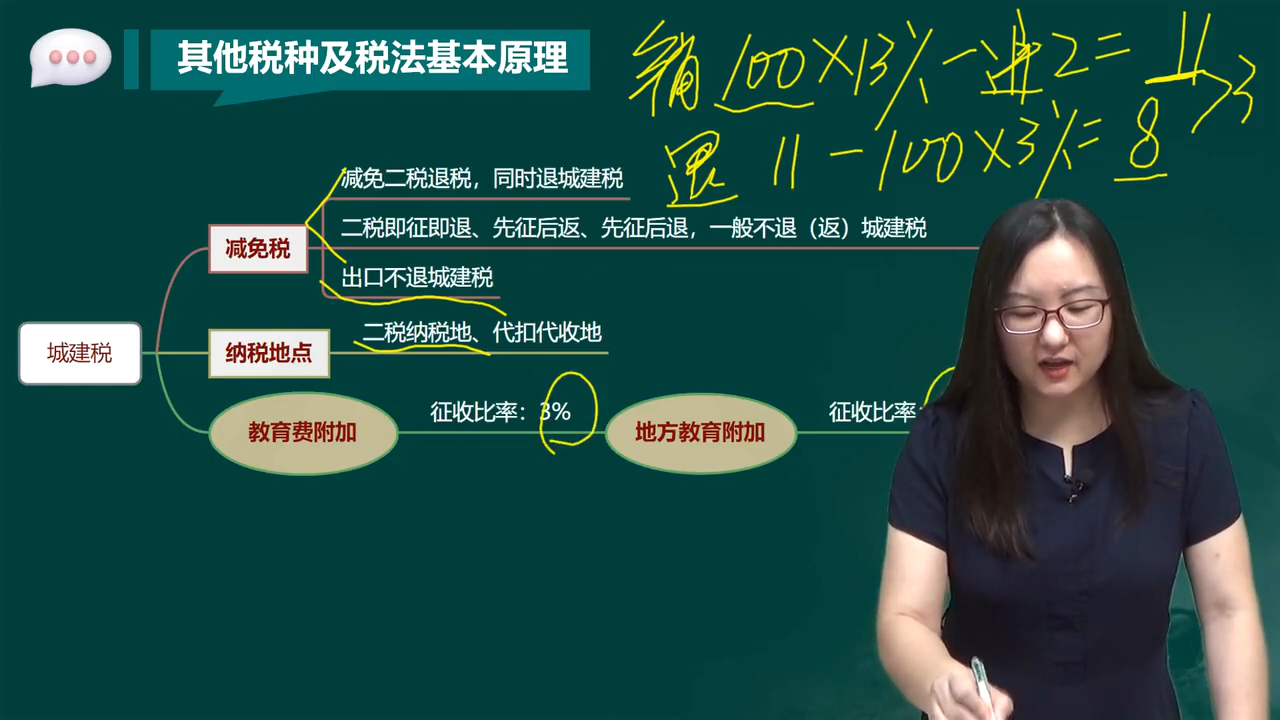 其他税种及税法基本原理
销 100×13%-进2=11
>3
退 11-100×3%=8
减免二税退税，同时退城建税
二税即征即退、先征后返、先征后退，一般不退（返）城建税
减免税
出口不退城建税
城建税
纳税地点
二税纳税地、代扣代收地
教育费附加
征收比率：3%
地方教育附加
征收比率：